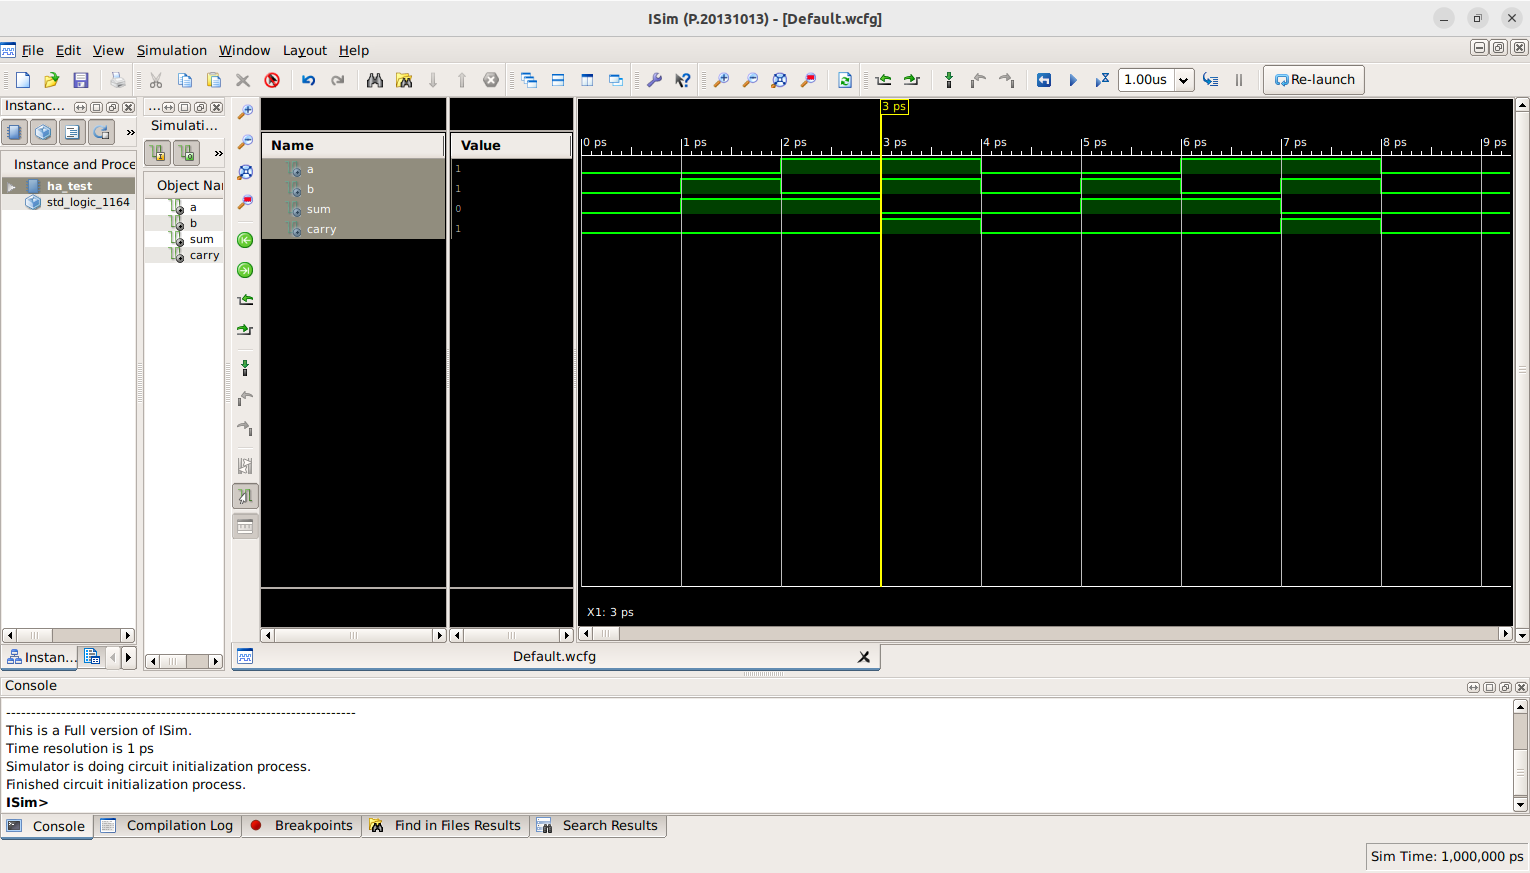 ISim (P.20131013) - [Default.wcfg]
File Edit View Simulation Window Layout Help
1.00us
Re-launch
Instanc...
...
Simulati...
»
»
Instance and Proce
ha_test
std_logic_1164
Object Nar
a
b
sum
carry
Name
Value
a
1
b
1
sum
0
carry
1
3 ps
0 ps 1 ps 2 ps 3 ps 4 ps 5 ps 6 ps 7 ps 8 ps 9 ps
X1: 3 ps
Instan...
Default.wcfg
Console
--------------------------------------------------------------------
This is a Full version of ISim.
Time resolution is 1 ps
Simulator is doing circuit initialization process.
Finished circuit initialization process.
ISim>
Console
Compilation Log
Breakpoints
Find in Files Results
Search Results
Sim Time: 1,000,000 ps